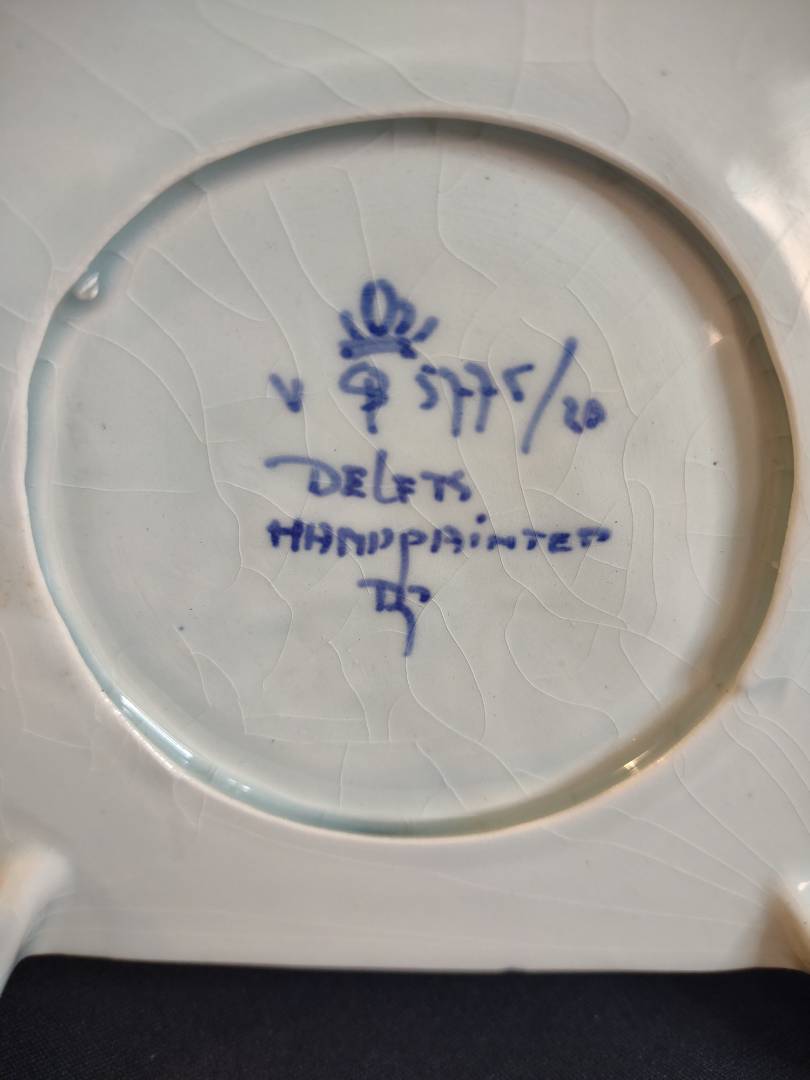 V P 5775/20
DELFTS
HANDPAINTED